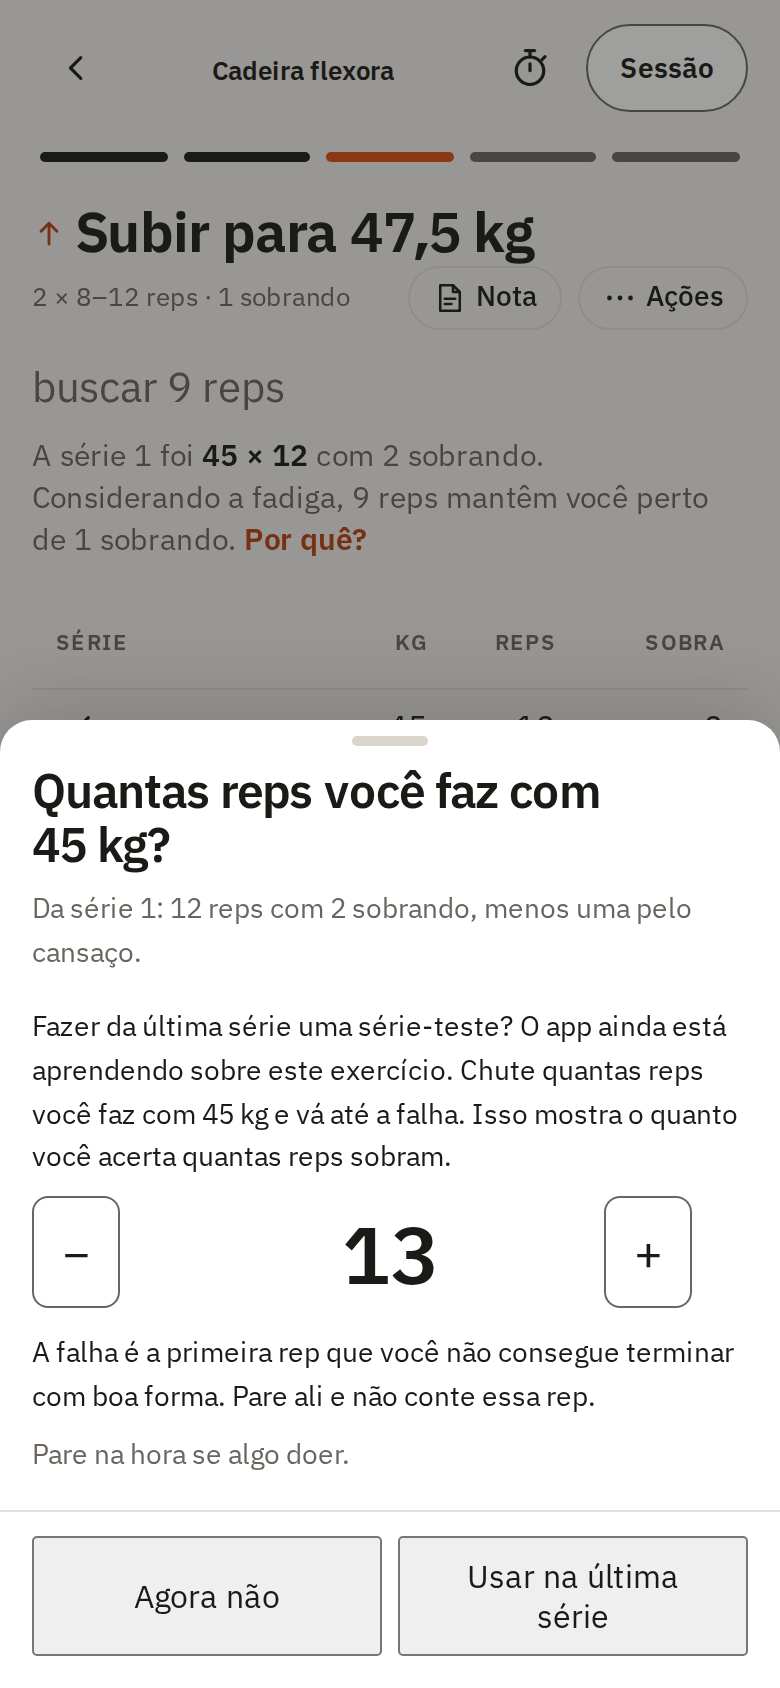 Cadeira flexora
Sessão
↑ Subir para 47,5 kg
2 × 8–12 reps · 1 sobrando
Nota
Ações
buscar 9 reps
A série 1 foi 45 × 12 com 2 sobrando.
Considerando a fadiga, 9 reps mantêm você perto
de 1 sobrando. Por quê?
SÉRIE KG REPS SOBRA
Quantas reps você faz com
45 kg?
Da série 1: 12 reps com 2 sobrando, menos uma pelo
cansaço.
Fazer da última série uma série-teste? O app ainda está
aprendendo sobre este exercício. Chute quantas reps
você faz com 45 kg e vá até a falha. Isso mostra o quanto
você acerta quantas reps sobram.
− 13 +
A falha é a primeira rep que você não consegue terminar
com boa forma. Pare ali e não conte essa rep.
Pare na hora se algo doer.
Agora não
Usar na última
série